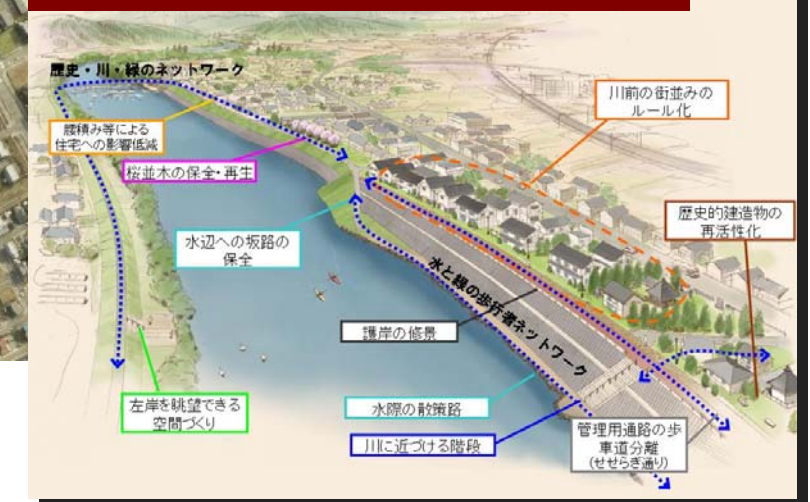 歴史・川・緑のネットワーク
川前の街並みの
ルール化
腰積み等による
住宅への影響低減
桜並木の保全・再生
歴史的建造物の
再活性化
水辺への坂路の
保全
水と緑の歩行者ネットワーク
護岸の修景
左岸を眺望できる
空間づくり
水際の散策路
川に近づける階段
管理用通路の歩
車道分離
(せせらぎ通り)